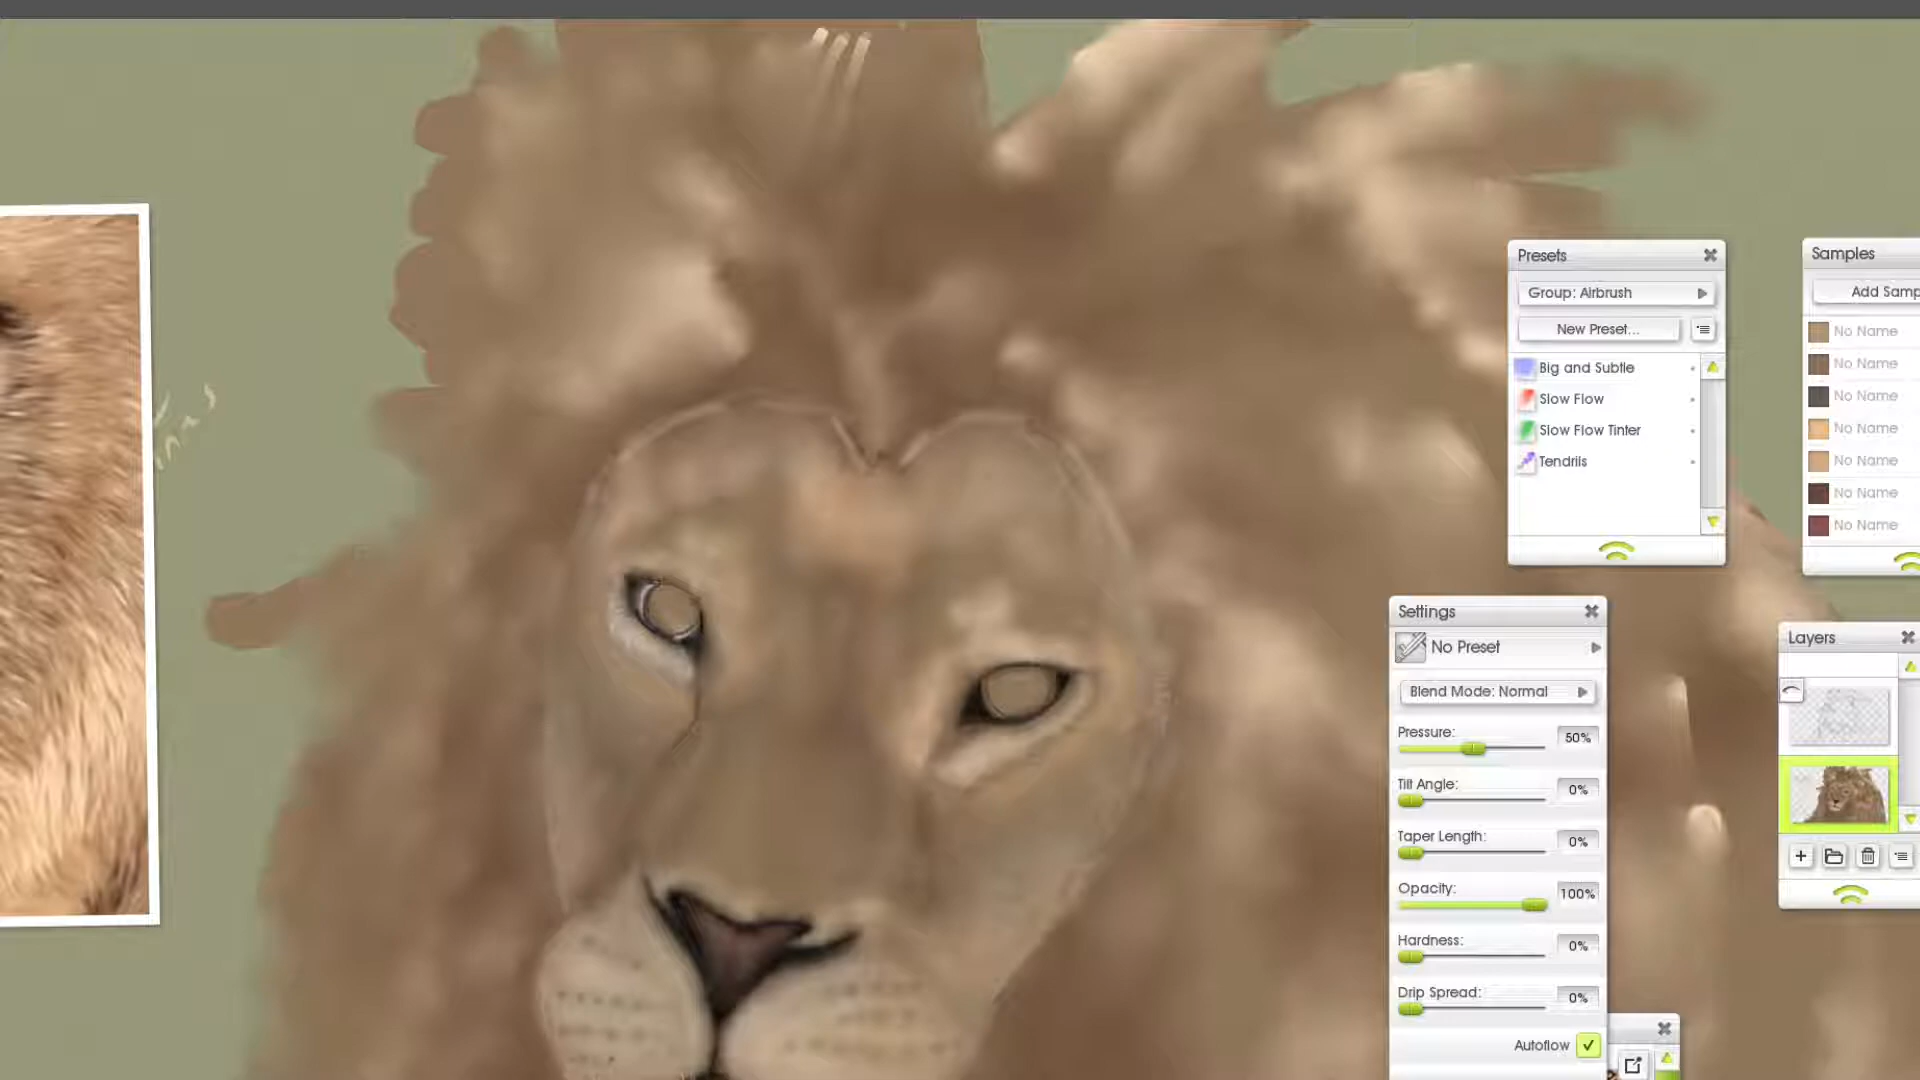 Presets
Group: Airbrush
New Preset...
Big and Subtle
Slow Flow
Slow Flow Tinter
Tendrils
Samples
Add Samp
No Name
No Name
No Name
No Name
No Name
No Name
No Name
Settings
No Preset
Blend Mode: Normal
Pressure:
50%
Tilt Angle:
0%
Taper Length:
0%
Opacity:
100%
Hardness:
0%
Drip Spread:
0%
Autoflow
Layers